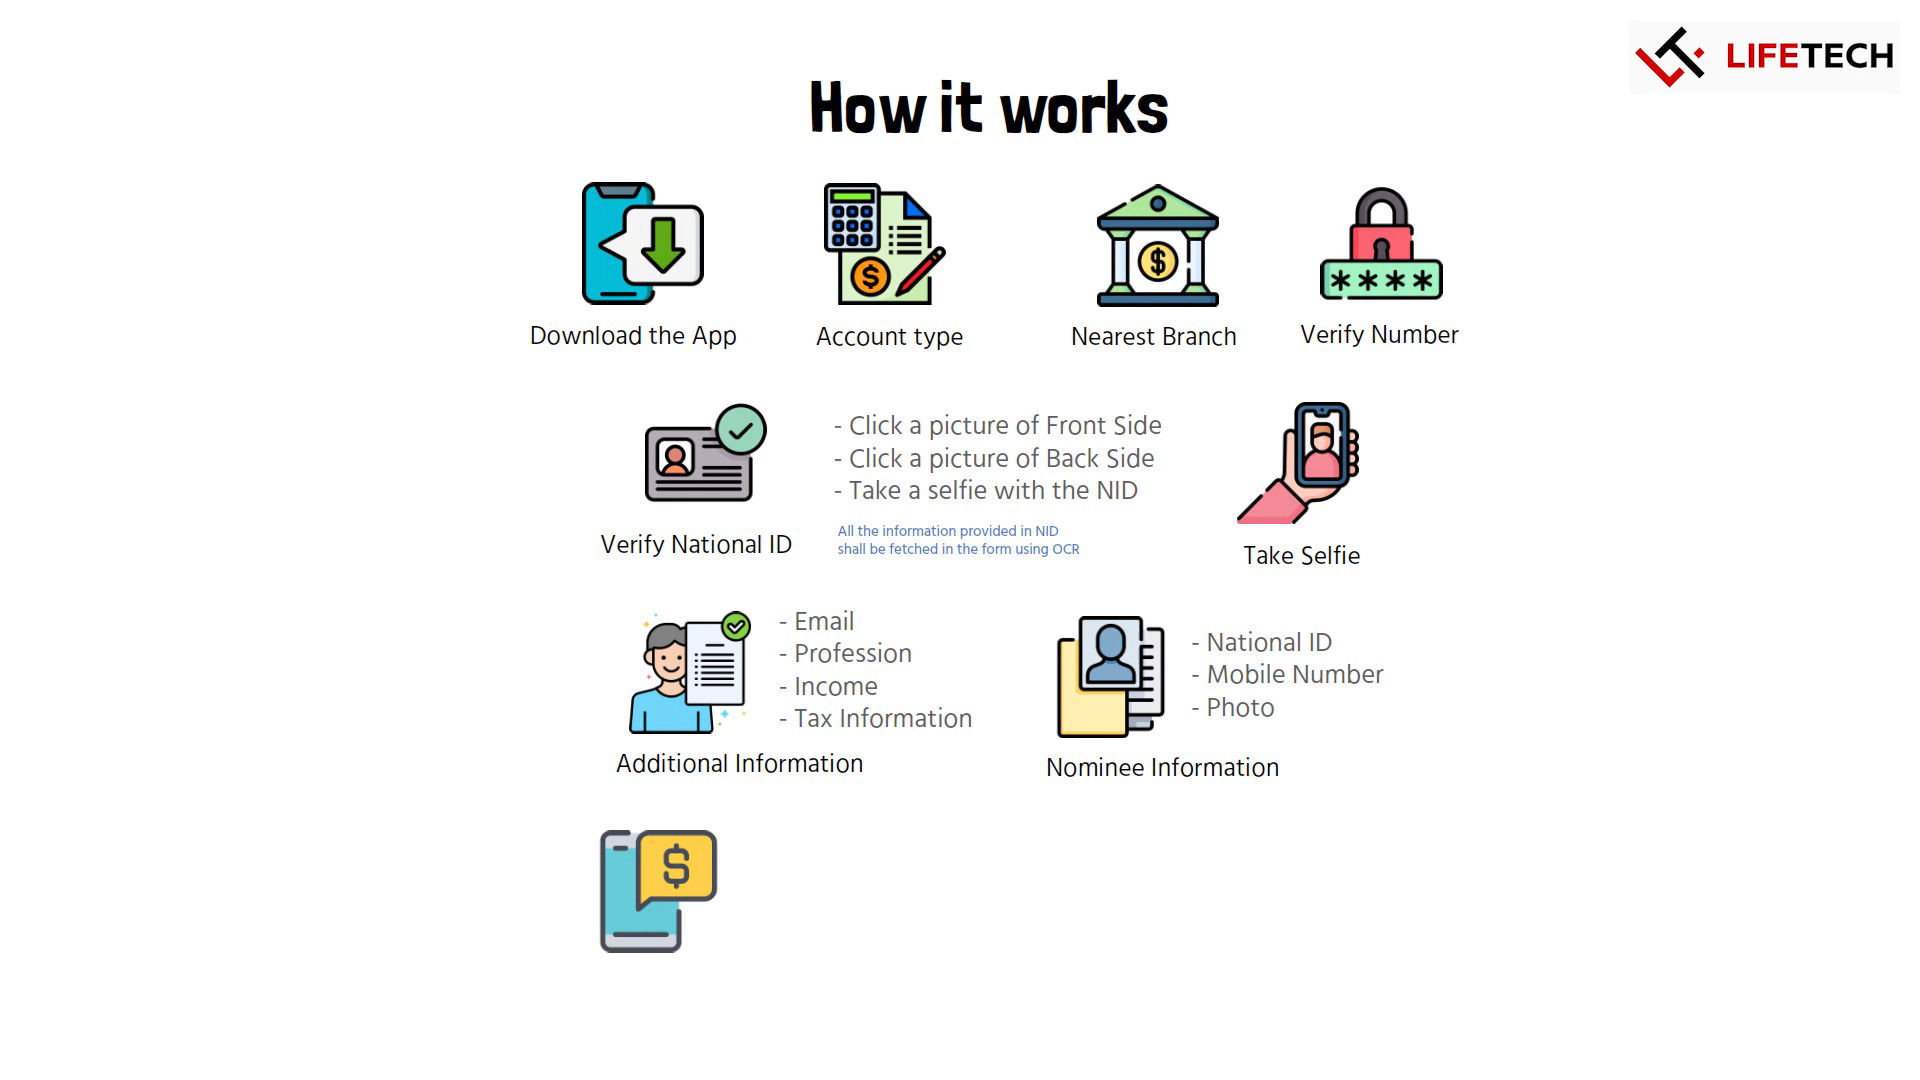 LIFETECH
How it works
Download the App
Account type
Nearest Branch
Verify Number
$
$
****
- Click a picture of Front Side
- Click a picture of Back Side
- Take a selfie with the NID
All the information provided in NID
shall be fetched in the form using OCR
Verify National ID
Take Selfie
- Email
- Profession
- Income
- Tax Information
Additional Information
- National ID
- Mobile Number
- Photo
Nominee Information
$